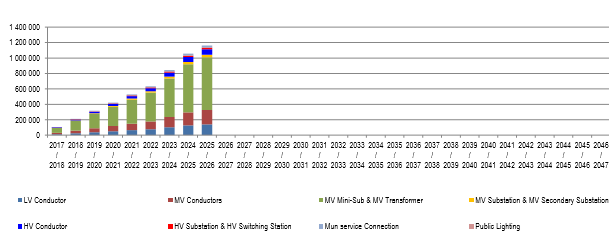 1 400 000
1 200 000
1 000 000
800 000
600 000
400 000
200 000
0
2017 2018 2019 2020 2021 2022 2023 2024 2025 2026 2027 2028 2029 2030 2031 2032 2033 2034 2035 2036 2037 2038 2039 2040 2041 2042 2043 2044 2045 2046
/ / / / / / / / / / / / / / / / / / / / / / / / / / / / / /
2018 2019 2020 2021 2022 2023 2024 2025 2026 2027 2028 2029 2030 2031 2032 2033 2034 2035 2036 2037 2038 2039 2040 2041 2042 2043 2044 2045 2046 2047
LV Conductor MV Conductors MV Mini-Sub & MV Transformer MV Substation & MV Secondary Substation
HV Conductor HV Substation & HV Switching Station Mun service Connection Public Lighting